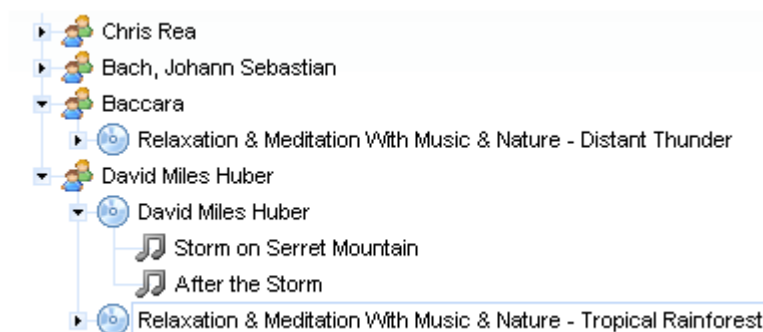 Chris Rea
Bach, Johann Sebastian
Baccara
Relaxation & Meditation With Music & Nature - Distant Thunder
David Miles Huber
David Miles Huber
Storm on Serret Mountain
After the Storm
Relaxation & Meditation With Music & Nature - Tropical Rainforest